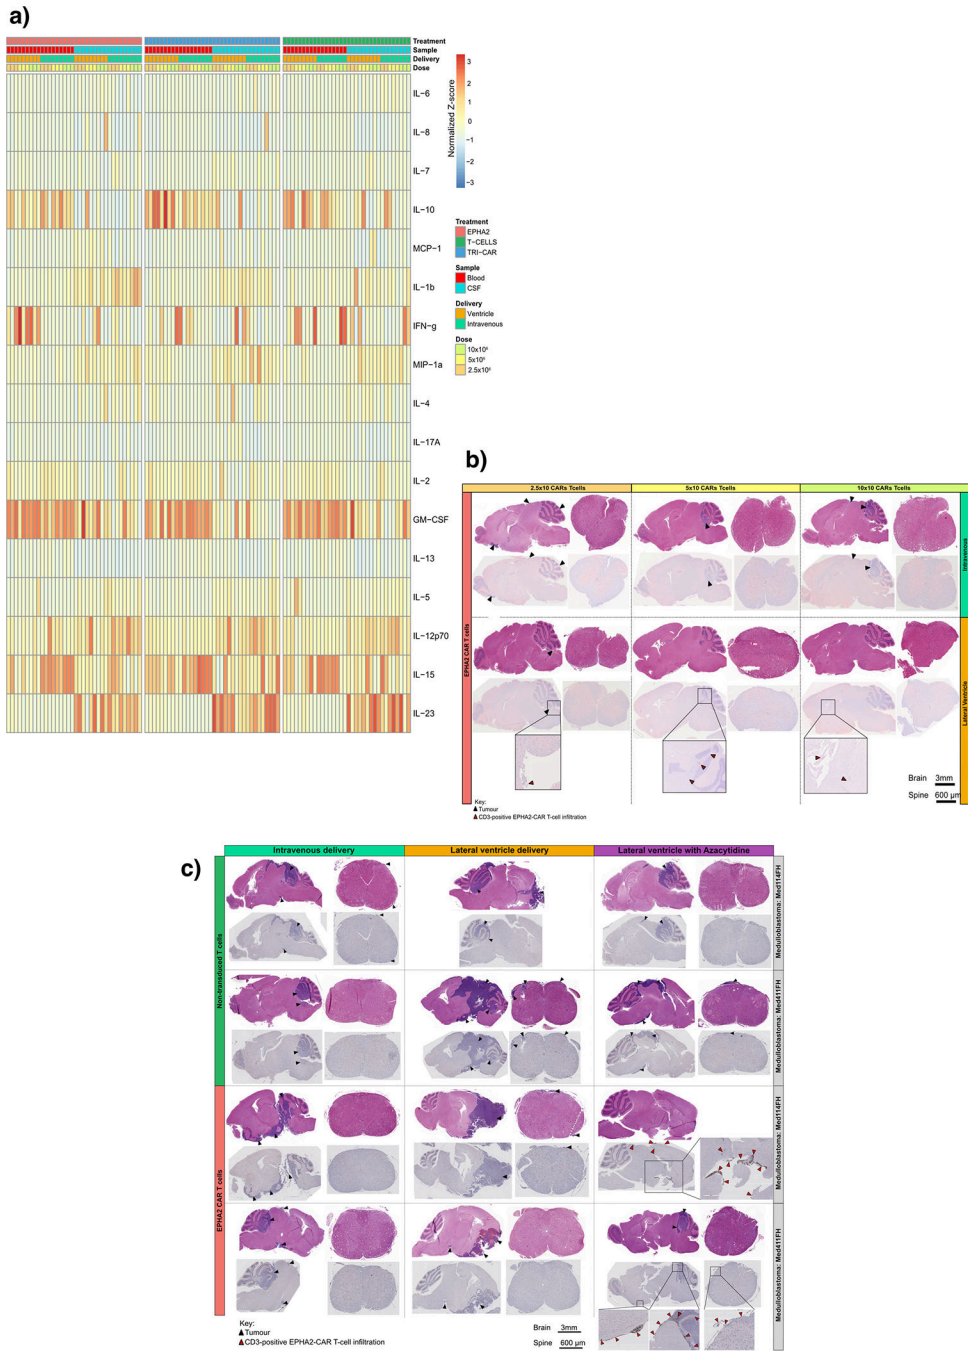 a)
Treatment
Sample
Delivery
Dose
IL-6
IL-8
IL-7
IL-10
MCP-1
IL-1b
IFN-g
MIP-1a
IL-4
IL-17A
IL-2
GM-CSF
IL-13
IL-5
IL-12p70
IL-15
IL-23
Normalized Z-score
3
2
1
0
-1
-2
-3
Treatment
EPHA2
T-CELLS
TRI-CAR
Sample
Blood
CSF
Delivery
Ventricle
Intravenous
Dose
10x10⁶
5x10⁶
2.5x10⁶
b)
2.5x10 CARs Tcells
5x10 CARs Tcells
10x10 CARs Tcells
EPHA2 CAR T cells
Intravenous
Lateral Ventricle
Brain 3mm
Spine 600 µm
Key:
Tumour
CD3-positive EPHA2-CAR T-cell infiltration
c)
Intravenous delivery
Lateral ventricle delivery
Lateral ventricle with Azacytidine
Non-transduced T cells
EPHA2 CAR T cells
Medulloblastoma: Med114FH
Medulloblastoma: Med411FH
Medulloblastoma: Med114FH
Medulloblastoma: Med411FH
Key:
Tumour
CD3-positive EPHA2-CAR T-cell infiltration
Brain 3mm
Spine 600 µm